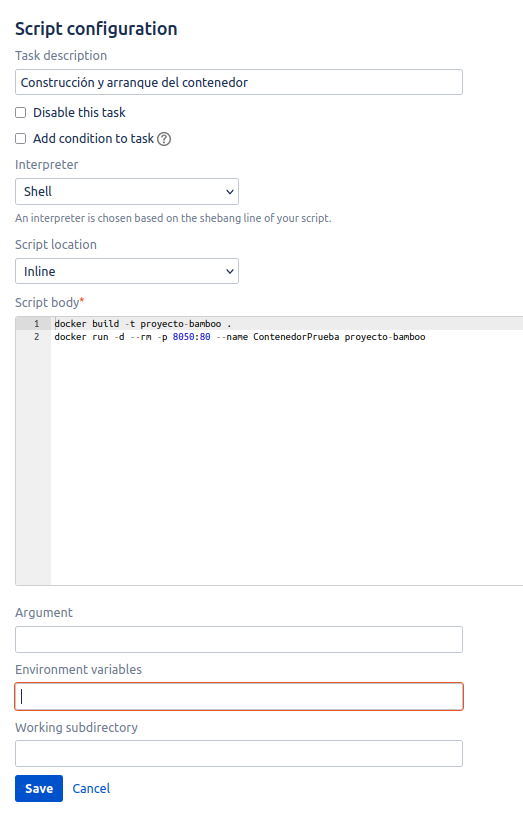 Script configuration
Task description
Construcción y arranque del contenedor
Disable this task
Add condition to task ?
Interpreter
Shell
An interpreter is chosen based on the shebang line of your script.
Script location
Inline
Script body*
1 docker build -t proyecto-bamboo .
2 docker run -d --rm -p 8050:80 --name ContenedorPrueba proyecto-bamboo
Argument
Environment variables
Working subdirectory
Save Cancel